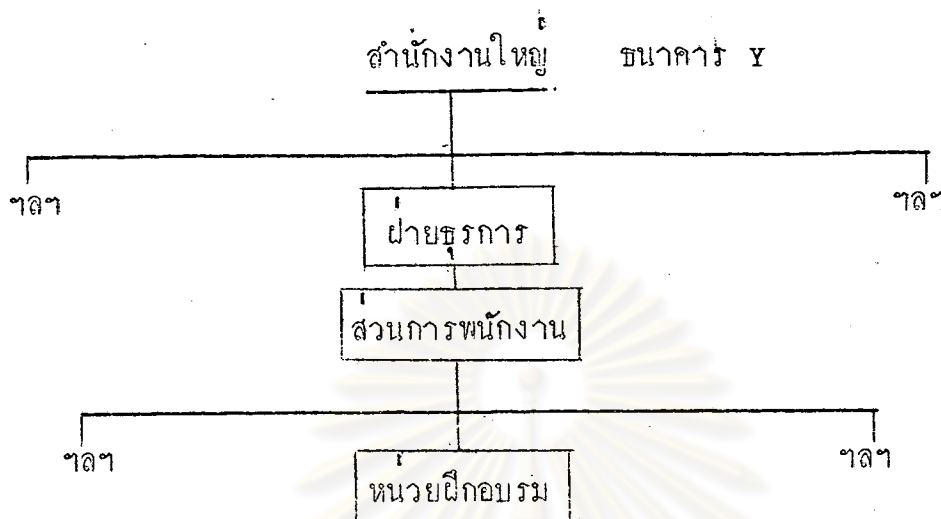 สำนักงานใหญ่ ธนาคาร Y
ฯลฯ ฯลฯ
ฝ่ายธุรการ
ส่วนการพนักงาน
ฯลฯ ฯลฯ
หน่วยฝึกอบรม